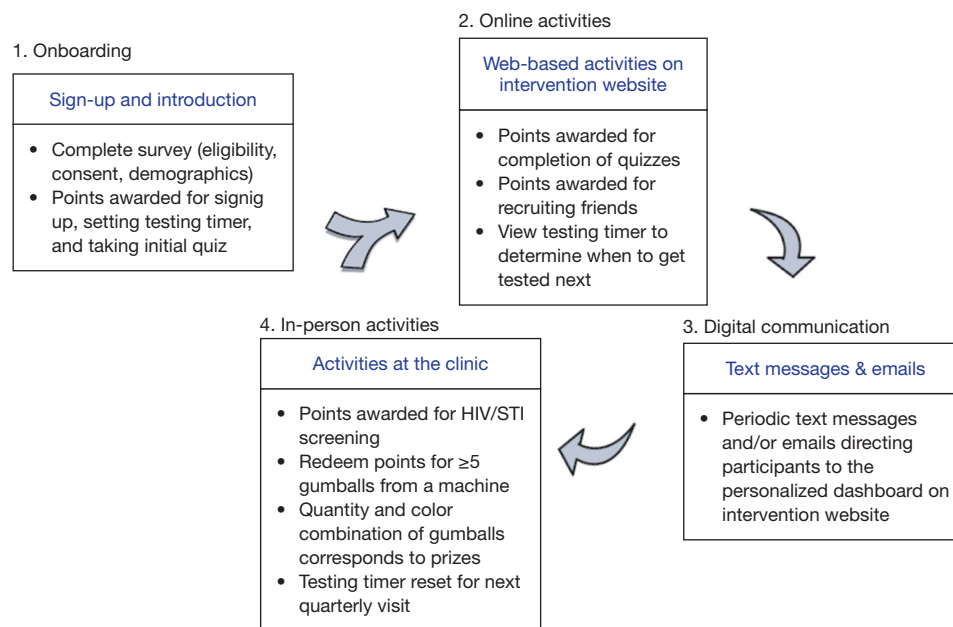 1. Onboarding
Sign-up and introduction
• Complete survey (eligibility,
consent, demographics)
• Points awarded for signig
up, setting testing timer,
and taking initial quiz
2. Online activities
Web-based activities on
intervention website
• Points awarded for
completion of quizzes
• Points awarded for
recruiting friends
• View testing timer to
determine when to get
tested next
3. Digital communication
Text messages & emails
• Periodic text messages
and/or emails directing
participants to the
personalized dashboard on
intervention website
4. In-person activities
Activities at the clinic
• Points awarded for HIV/STI
screening
• Redeem points for ≥5
gumballs from a machine
• Quantity and color
combination of gumballs
corresponds to prizes
• Testing timer reset for next
quarterly visit